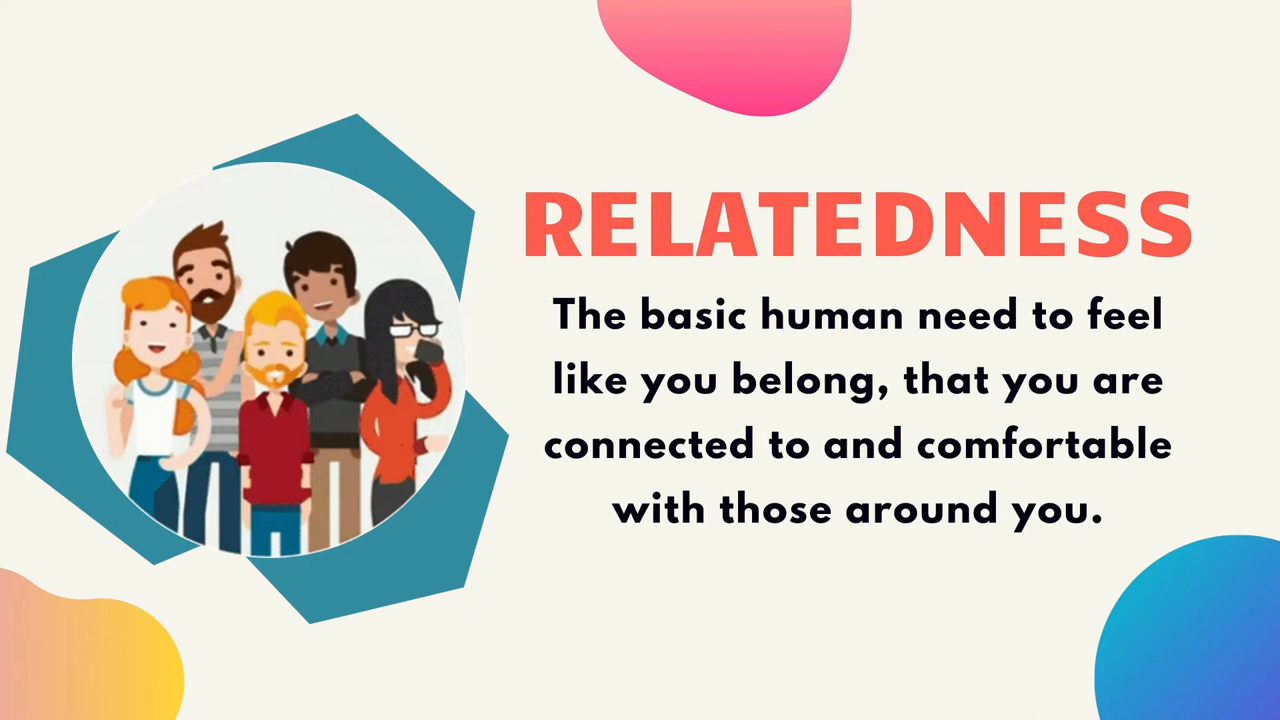 RELATEDNESS
The basic human need to feel
like you belong, that you are
connected to and comfortable
with those around you.